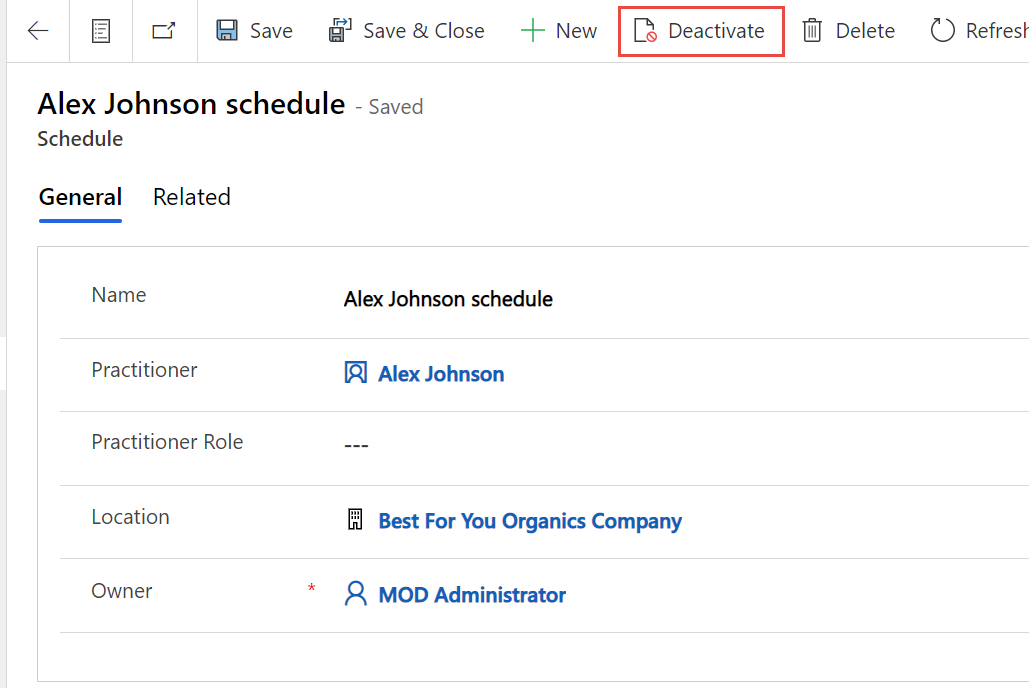 Save Save & Close New Deactivate Delete Refresh
Alex Johnson schedule - Saved
Schedule
General Related
Name Alex Johnson schedule
Practitioner Alex Johnson
Practitioner Role ---
Location Best For You Organics Company
Owner * MOD Administrator